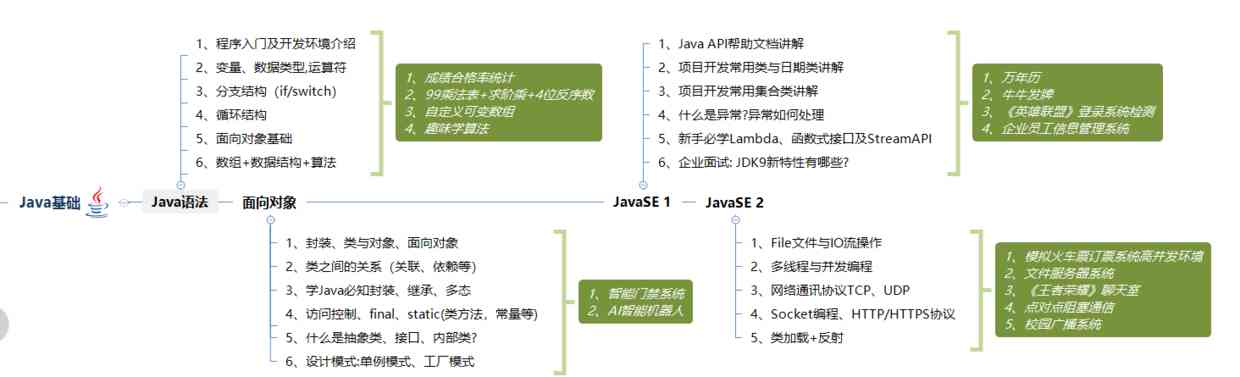 1、程序入门及开发环境介绍
2、变量、数据类型,运算符
3、分支结构（if/switch）
4、循环结构
5、面向对象基础
6、数组+数据结构+算法
1、成绩合格率统计
2、99乘法表+求阶乘+4位反序数
3、自定义可变数组
4、趣味学算法
1、Java API帮助文档讲解
2、项目开发常用类与日期类讲解
3、项目开发常用集合类讲解
4、什么是异常?异常如何处理
5、新手必学Lambda、函数式接口及StreamAPI
6、企业面试: JDK9新特性有哪些?
1、万年历
2、牛牛发牌
3、《英雄联盟》登录系统检测
4、企业员工信息管理系统
Java基础
Java语法
面向对象
JavaSE 1
JavaSE 2
1、封装、类与对象、面向对象
2、类之间的关系（关联、依赖等）
3、学Java必知封装、继承、多态
4、访问控制、final、static(类方法，常量等)
5、什么是抽象类、接口、内部类?
6、设计模式:单例模式、工厂模式
1、智能门禁系统
2、AI智能机器人
1、File文件与IO流操作
2、多线程与并发编程
3、网络通讯协议TCP、UDP
4、Socket编程、HTTP/HTTPS协议
5、类加载+反射
1、模拟火车票订票系统高并发环境
2、文件服务器系统
3、《王者荣耀》聊天室
4、点对点阻塞通信
5、校园广播系统